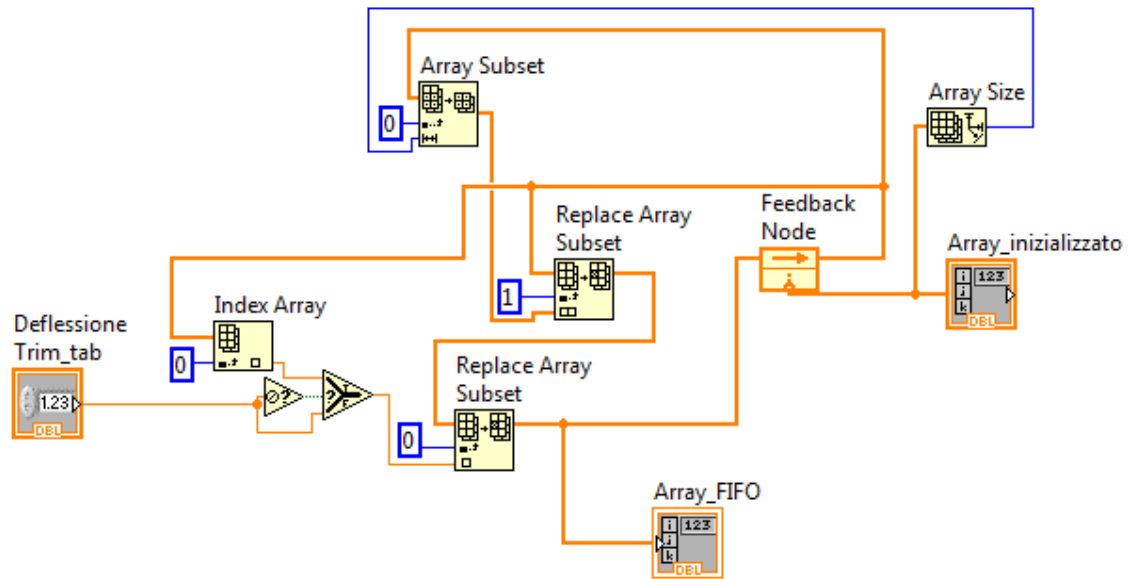 Array Subset
0
Array Size
Feedback
Node
Replace Array
Subset
1
Array_inizializzato
i
j
k
123
DBL
Index Array
0
Deflessione
Trim_tab
1.23
DBL
?
?
T
F
Replace Array
Subset
0
Array_FIFO
i
j
k
123
DBL